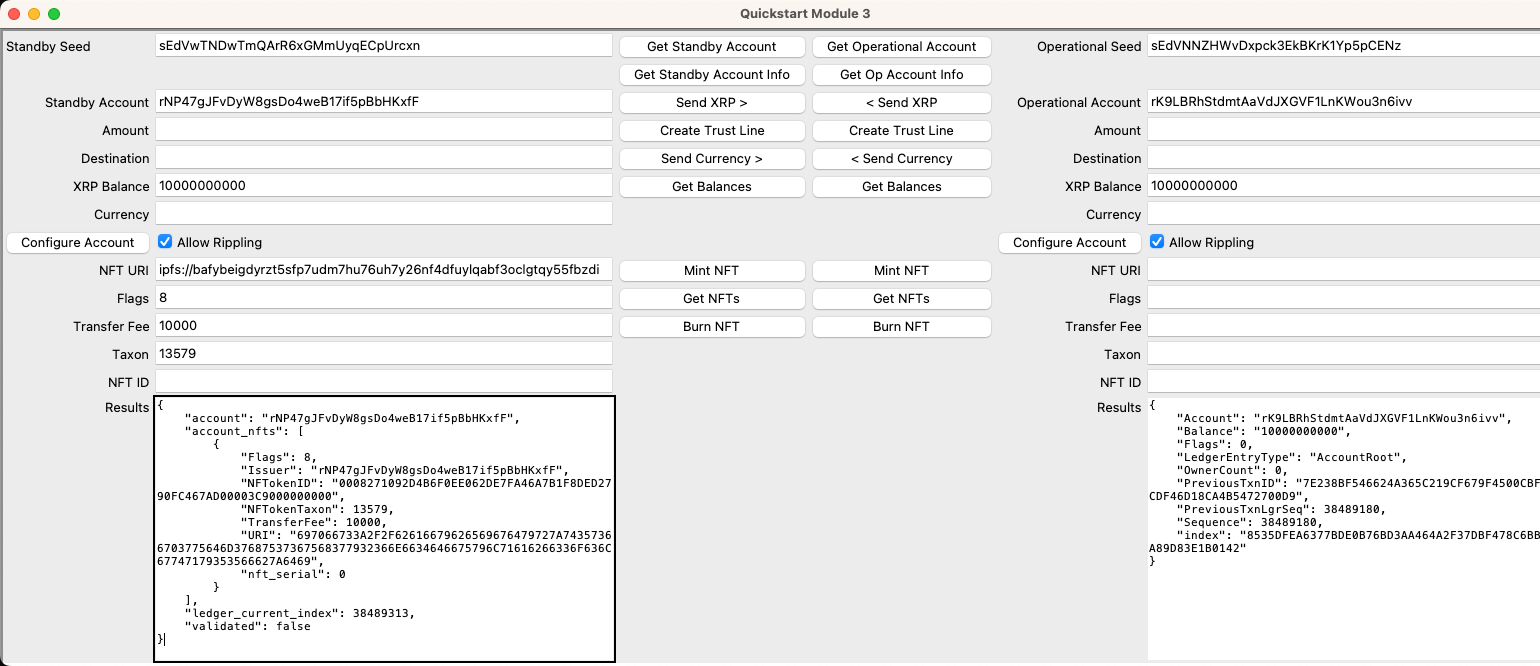 Quickstart Module 3
Standby Seed sEdVwTNDwTmQArR6xGMmUyqECpUrcxn Get Standby Account Get Operational Account Operational Seed sEdVNNZHWvDxpck3EkBKrK1Yp5pCENz
Get Standby Account Info Get Op Account Info
Standby Account rNP47gJFvDyW8gsDo4weB17if5pBbHKxfF Send XRP > < Send XRP Operational Account rK9LBRhStdmtAaVdJXGVF1LnKWou3n6ivv
Amount Create Trust Line Create Trust Line Amount
Destination Send Currency > < Send Currency Destination
XRP Balance 10000000000 Get Balances Get Balances XRP Balance 10000000000
Currency Currency
Configure Account Allow Rippling Configure Account Allow Rippling
NFT URI ipfs://bafybeigdyrzt5sfp7udm7hu76uh7y26nf4dfuylqabf3oclgtqy55fbzdi Mint NFT Mint NFT NFT URI
Flags 8 Get NFTs Get NFTs Flags
Transfer Fee 10000 Burn NFT Burn NFT Transfer Fee
Taxon 13579 Taxon
NFT ID NFT ID
Results
{
"account": "rNP47gJFvDyW8gsDo4weB17if5pBbHKxfF",
"account_nfts": [
{
"Flags": 8,
"Issuer": "rNP47gJFvDyW8gsDo4weB17if5pBbHKxfF",
"NFTokenID": "0008271092D4B6F0EE062DE7FA46A7B1F8DED27
90FC467AD00003C9000000000",
"NFTokenTaxon": 13579,
"TransferFee": 10000,
"URI": "697066733A2F2F62616679626569676479727A7435736
6703775646D37687537367568377932366E6634646675796C71616266336F636C
67747179353566627A6469",
"nft_serial": 0
}
],
"ledger_current_index": 38489313,
"validated": false
}
Results
{
"Account": "rK9LBRhStdmtAaVdJXGVF1LnKWou3n6ivv",
"Balance": "10000000000",
"Flags": 0,
"LedgerEntryType": "AccountRoot",
"OwnerCount": 0,
"PreviousTxnID": "7E238BF546624A365C219CF679F4500CBF
CDF46D18CA4B5472700D9",
"PreviousTxnLgrSeq": 38489180,
"Sequence": 38489180,
"index": "8535DFEA6377BDE0B76BD3AA464A2F37DBF478C6BB
A89D83E1B0142"
}